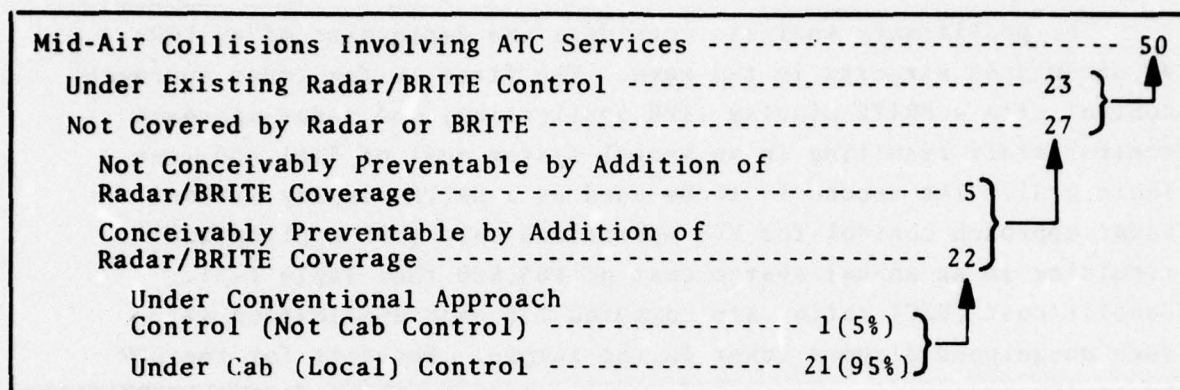 Mid-Air Collisions Involving ATC Services ------------------------- 50
Under Existing Radar/BRITE Control ------------------------- 23
Not Covered by Radar or BRITE ------------------------------ 27
Not Conceivably Preventable by Addition of
Radar/BRITE Coverage --------------------------------- 5
Conceivably Preventable by Addition of
Radar/BRITE Coverage -------------------------------- 22
Under Conventional Approach
Control (Not Cab Control) ---------------- 1(5%)
Under Cab (Local) Control ---------------- 21(95%)